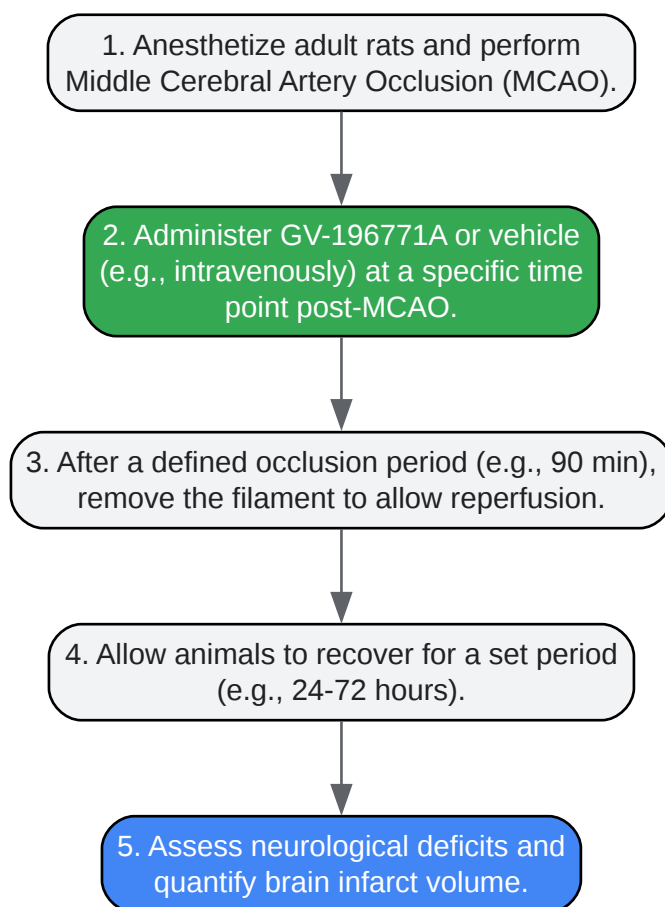 1. Anesthetize adult rats and perform
Middle Cerebral Artery Occlusion (MCAO).
2. Administer GV-196771A or vehicle
(e.g., intravenously) at a specific time
point post-MCAO.
3. After a defined occlusion period (e.g., 90 min),
remove the filament to allow reperfusion.
4. Allow animals to recover for a set period
(e.g., 24-72 hours).
5. Assess neurological deficits and
quantify brain infarct volume.